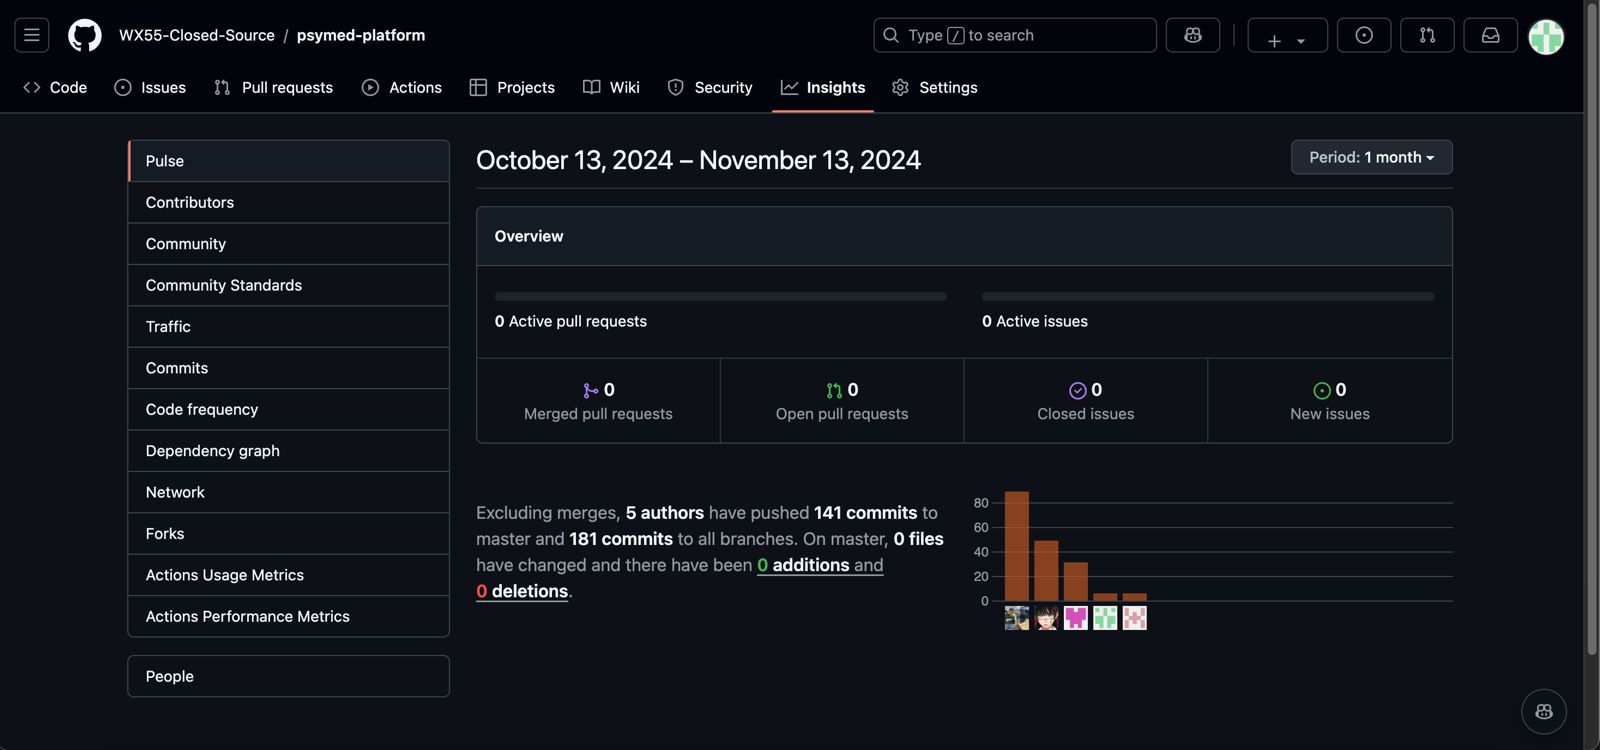 WX55-Closed-Source / psymed-platform
Type / to search
Code
Issues
Pull requests
Actions
Projects
Wiki
Security
Insights
Settings
Pulse
Contributors
Community
Community Standards
Traffic
Commits
Code frequency
Dependency graph
Network
Forks
Actions Usage Metrics
Actions Performance Metrics
People
October 13, 2024 – November 13, 2024
Period: 1 month
Overview
0 Active pull requests
0 Active issues
0
Merged pull requests
0
Open pull requests
0
Closed issues
0
New issues
Excluding merges, 5 authors have pushed 141 commits to
master and 181 commits to all branches. On master, 0 files
have changed and there have been 0 additions and
0 deletions.
80
60
40
20
0